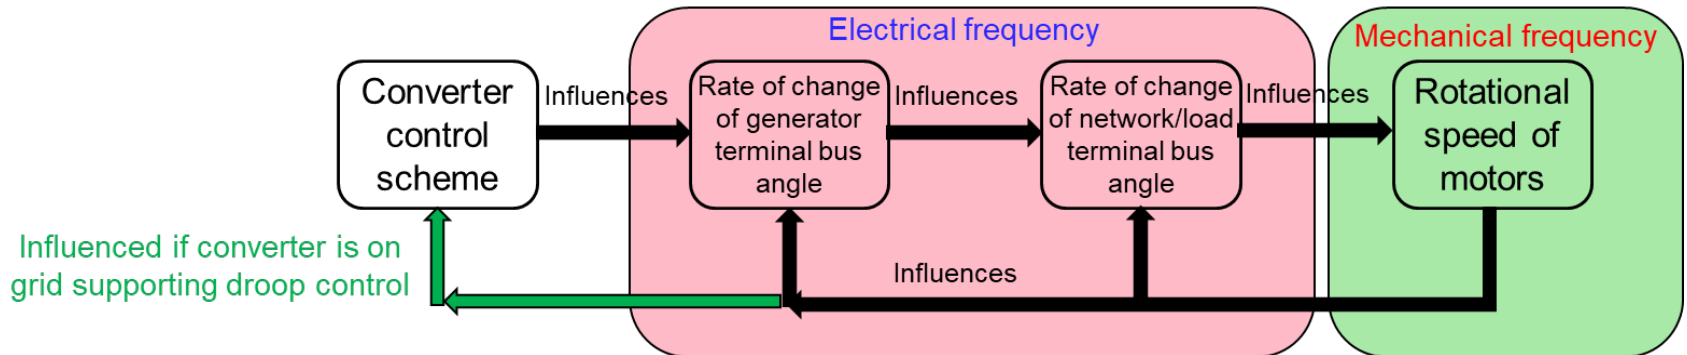 Electrical frequency
Mechanical frequency
Converter
control
scheme
Influences
Rate of change
of generator
terminal bus
angle
Influences
Rate of change
of network/load
terminal bus
angle
Influences
Rotational
speed of
motors
Influenced if converter is on
grid supporting droop control
Influences